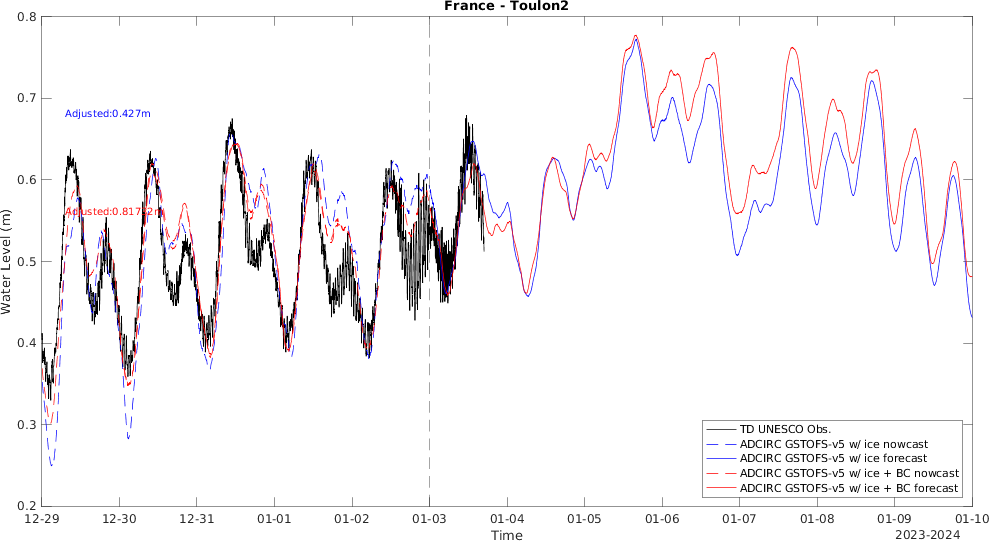 France - Toulon2
Water Level (m)
0.8
0.7
0.6
0.5
0.4
0.3
0.2
Adjusted:0.427m
TD UNESCO Obs.
ADCIRC GSTOFS-v5 w/ ice nowcast
ADCIRC GSTOFS-v5 w/ ice forecast
ADCIRC GSTOFS-v5 w/ ice + BC nowcast
ADCIRC GSTOFS-v5 w/ ice + BC forecast
12-29 12-30 12-31 01-01 01-02 01-03 01-04 01-05 01-06 01-07 01-08 01-09 01-10
Time
2023-2024